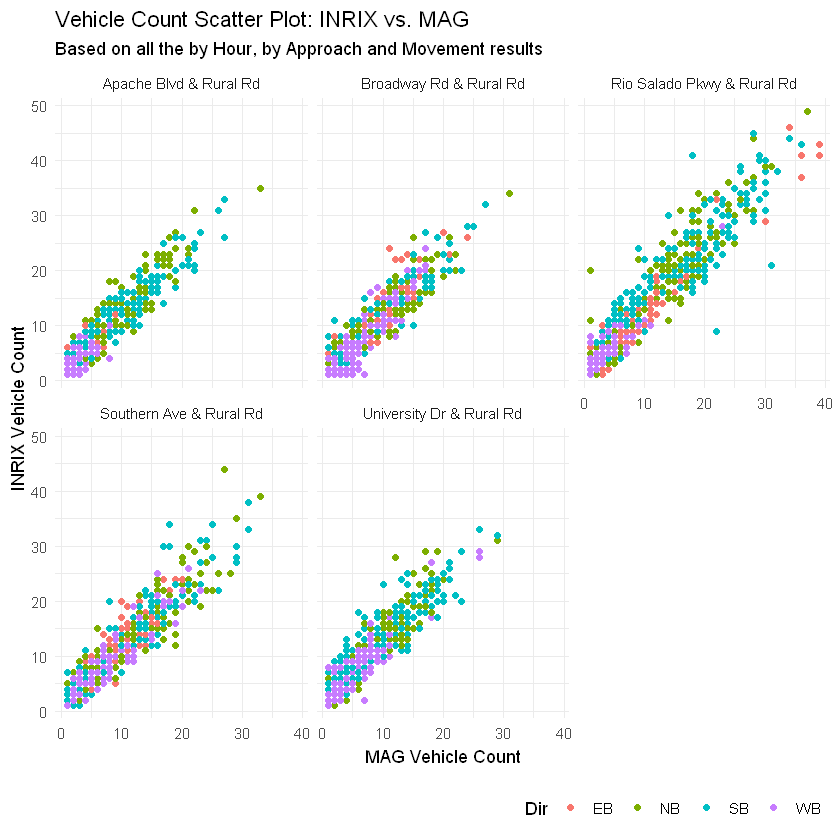 Vehicle Count Scatter Plot: INRIX vs. MAG
Based on all the by Hour, by Approach and Movement results
Apache Blvd & Rural Rd
Broadway Rd & Rural Rd
Rio Salado Pkwy & Rural Rd
50
40
30
20
10
0
0 10 20 30 40
INRIX Vehicle Count
Southern Ave & Rural Rd
University Dr & Rural Rd
50
40
30
20
10
0
0 10 20 30 40
0 10 20 30 40
MAG Vehicle Count
Dir EB NB SB WB